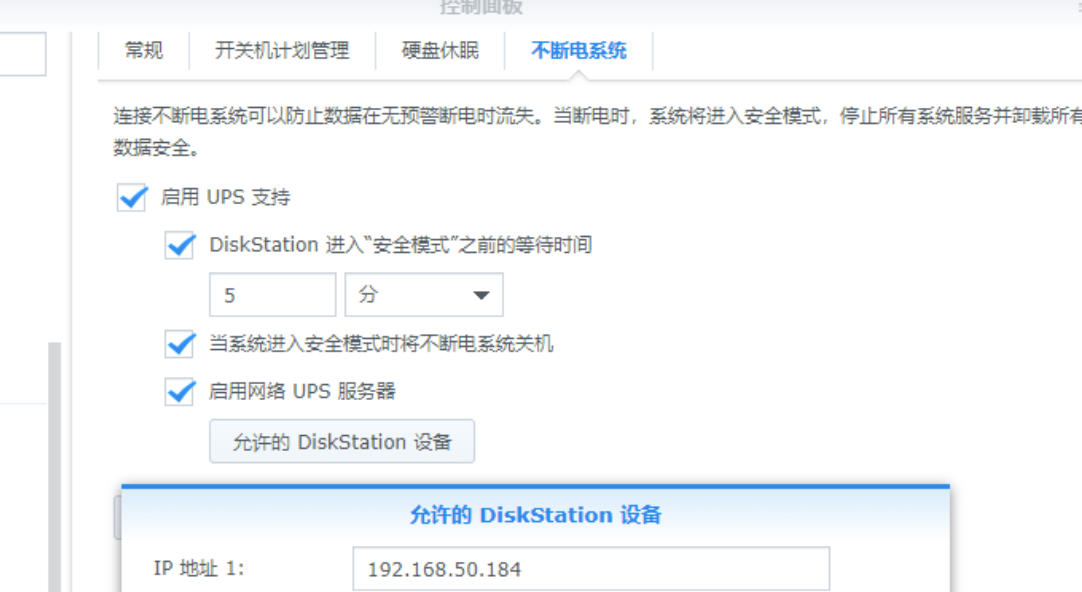 控制面板
常规 开关机计划管理 硬盘休眠 不断电系统
连接不断电系统可以防止数据在无预警断电时流失。当断电时，系统将进入安全模式，停止所有系统服务并卸载所有
数据安全。
启用 UPS 支持
DiskStation 进入“安全模式”之前的等待时间
5 分
当系统进入安全模式时将不断电系统关机
启用网络 UPS 服务器
允许的 DiskStation 设备
允许的 DiskStation 设备
IP 地址 1: 192.168.50.184